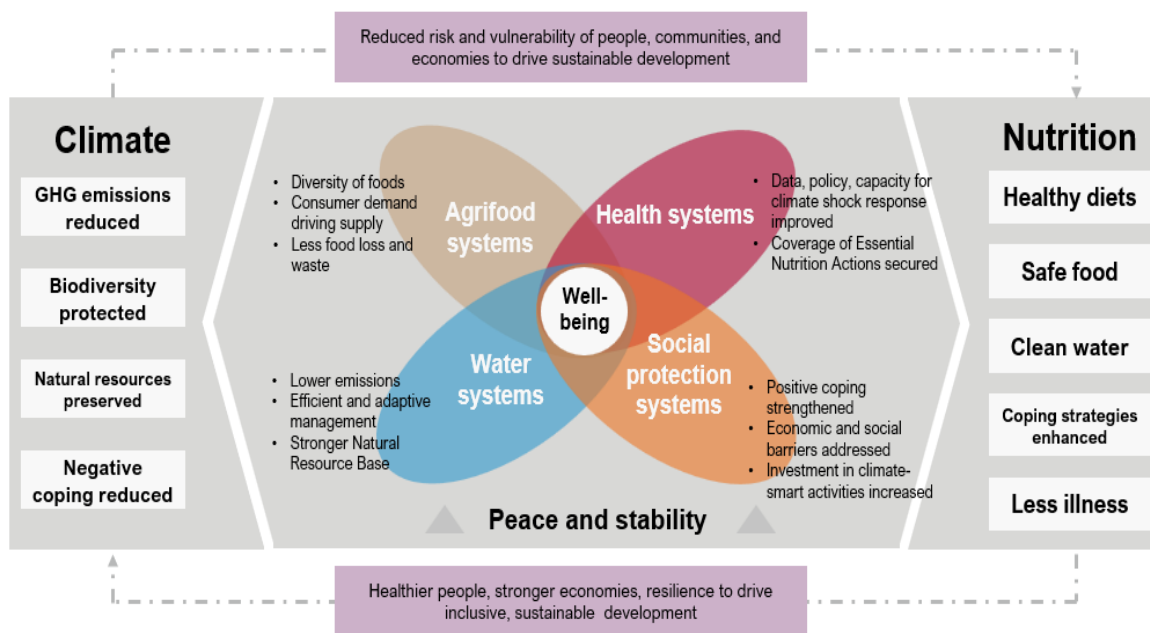 Reduced risk and vulnerability of people, communities, and
economies to drive sustainable development
Climate
GHG emissions
reduced
Biodiversity
protected
Natural resources
preserved
Negative
coping reduced
• Diversity of foods
• Consumer demand
driving supply
• Less food loss and
waste
Agrifood
systems
Health systems
• Data, policy, capacity for
climate shock response
improved
• Coverage of Essential
Nutrition Actions secured
Well-
being
• Lower emissions
• Efficient and adaptive
management
• Stronger Natural
Resource Base
Water
systems
Social
protection
systems
• Positive coping
strengthened
• Economic and social
barriers addressed
• Investment in climate-
smart activities increased
Peace and stability
Nutrition
Healthy diets
Safe food
Clean water
Coping strategies
enhanced
Less illness
Healthier people, stronger economies, resilience to drive
inclusive, sustainable development